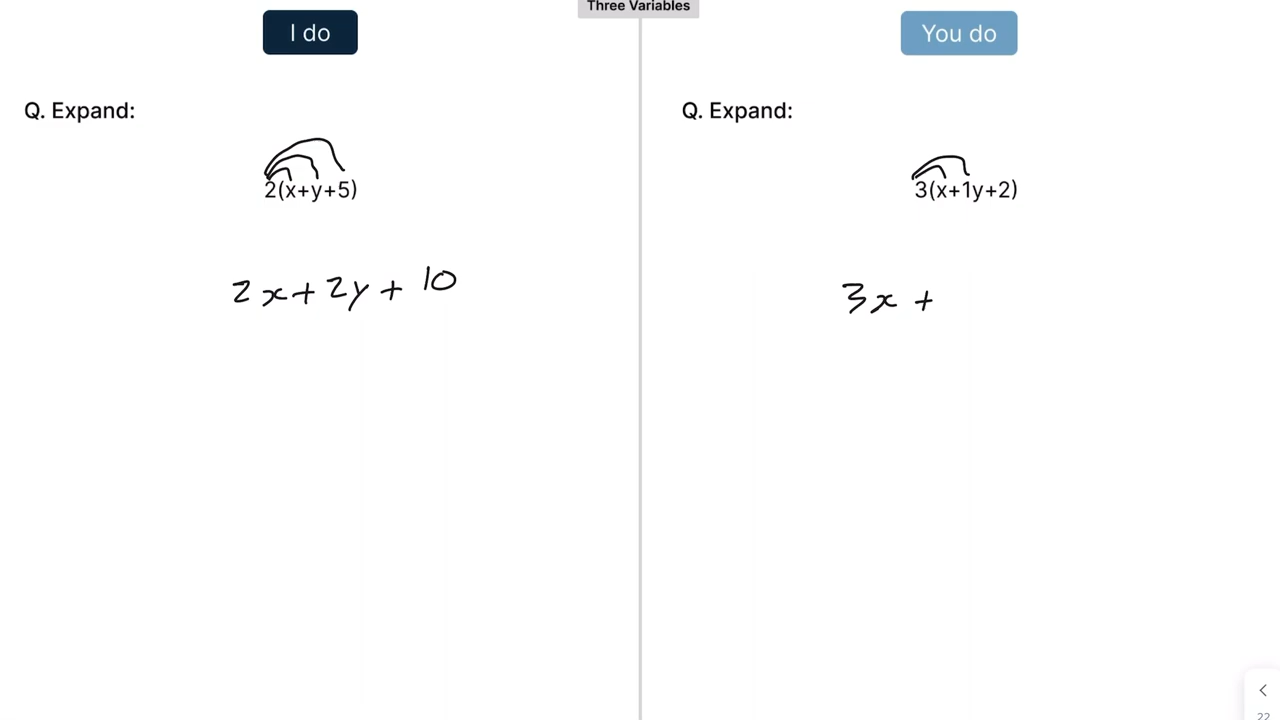 Three Variables
I do
Q. Expand:
2(x+y+5)
2x+2y+10
You do
Q. Expand:
3(x+1y+2)
3x +
22